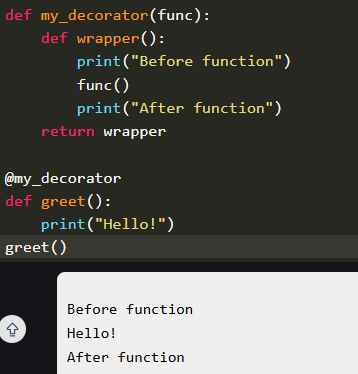 def my_decorator(func):
    def wrapper():
        print("Before function")
        func()
        print("After function")
    return wrapper

@my_decorator
def greet():
    print("Hello!")
greet()
Before function
Hello!
After function